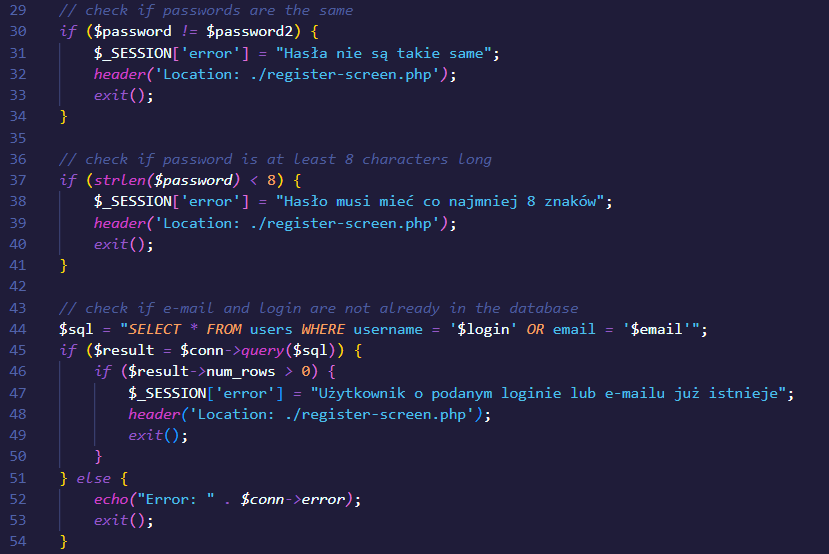 29 // check if passwords are the same
30 if ($password != $password2) {
31 $_SESSION['error'] = "Hasła nie są takie same";
32 header('Location: ./register-screen.php');
33 exit();
34 }
35
36 // check if password is at least 8 characters long
37 if (strlen($password) < 8) {
38 $_SESSION['error'] = "Hasło musi mieć co najmniej 8 znaków";
39 header('Location: ./register-screen.php');
40 exit();
41 }
42
43 // check if e-mail and login are not already in the database
44 $sql = "SELECT * FROM users WHERE username = '$login' OR email = '$email'";
45 if ($result = $conn->query($sql)) {
46 if ($result->num_rows > 0) {
47 $_SESSION['error'] = "Użytkownik o podanym loginie lub e-mailu już istnieje";
48 header('Location: ./register-screen.php');
49 exit();
50 }
51 } else {
52 echo("Error: " . $conn->error);
53 exit();
54 }